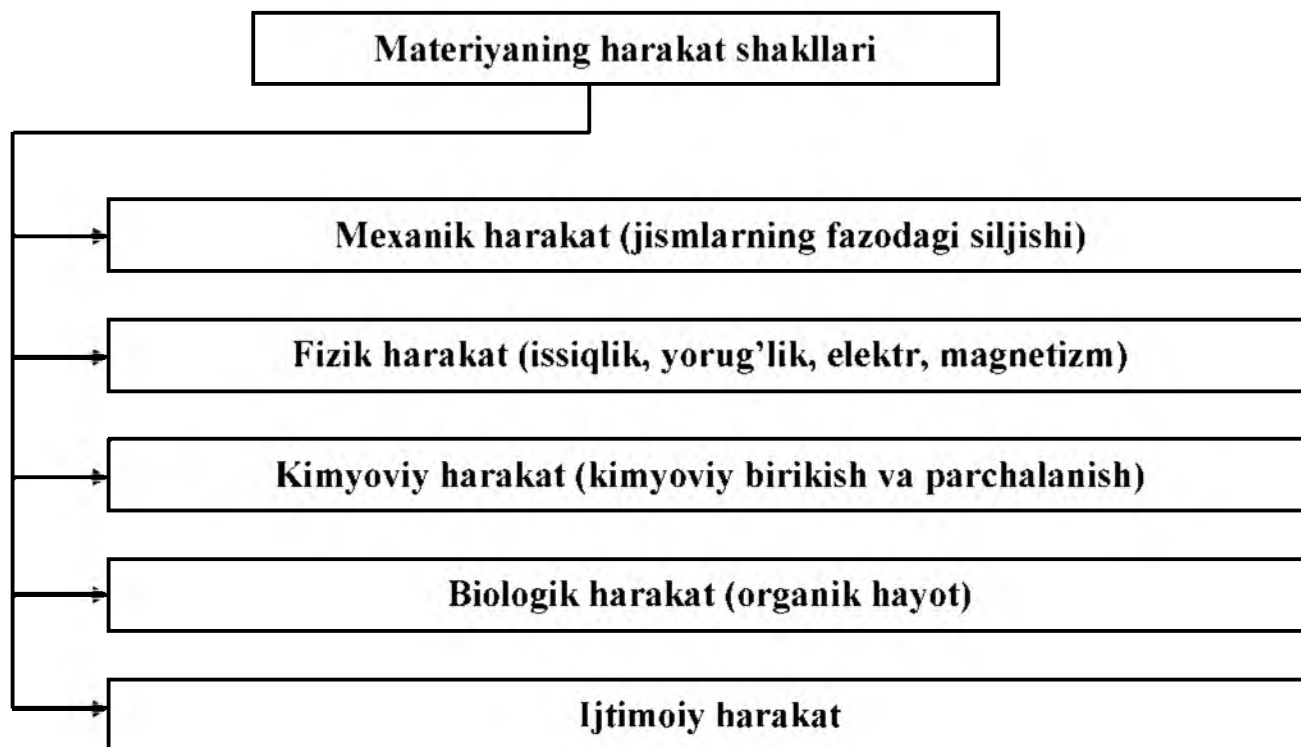 Materiyaning harakat shakllari
Mexanik harakat (jismlarning fazodagi siljishi)
Fizik harakat (issiqlik, yorug’lik, elektr, magnetizm)
Kimyoviy harakat (kimyoviy birikish va parchalanish)
Biologik harakat (organik hayot)
Ijtimoiy harakat